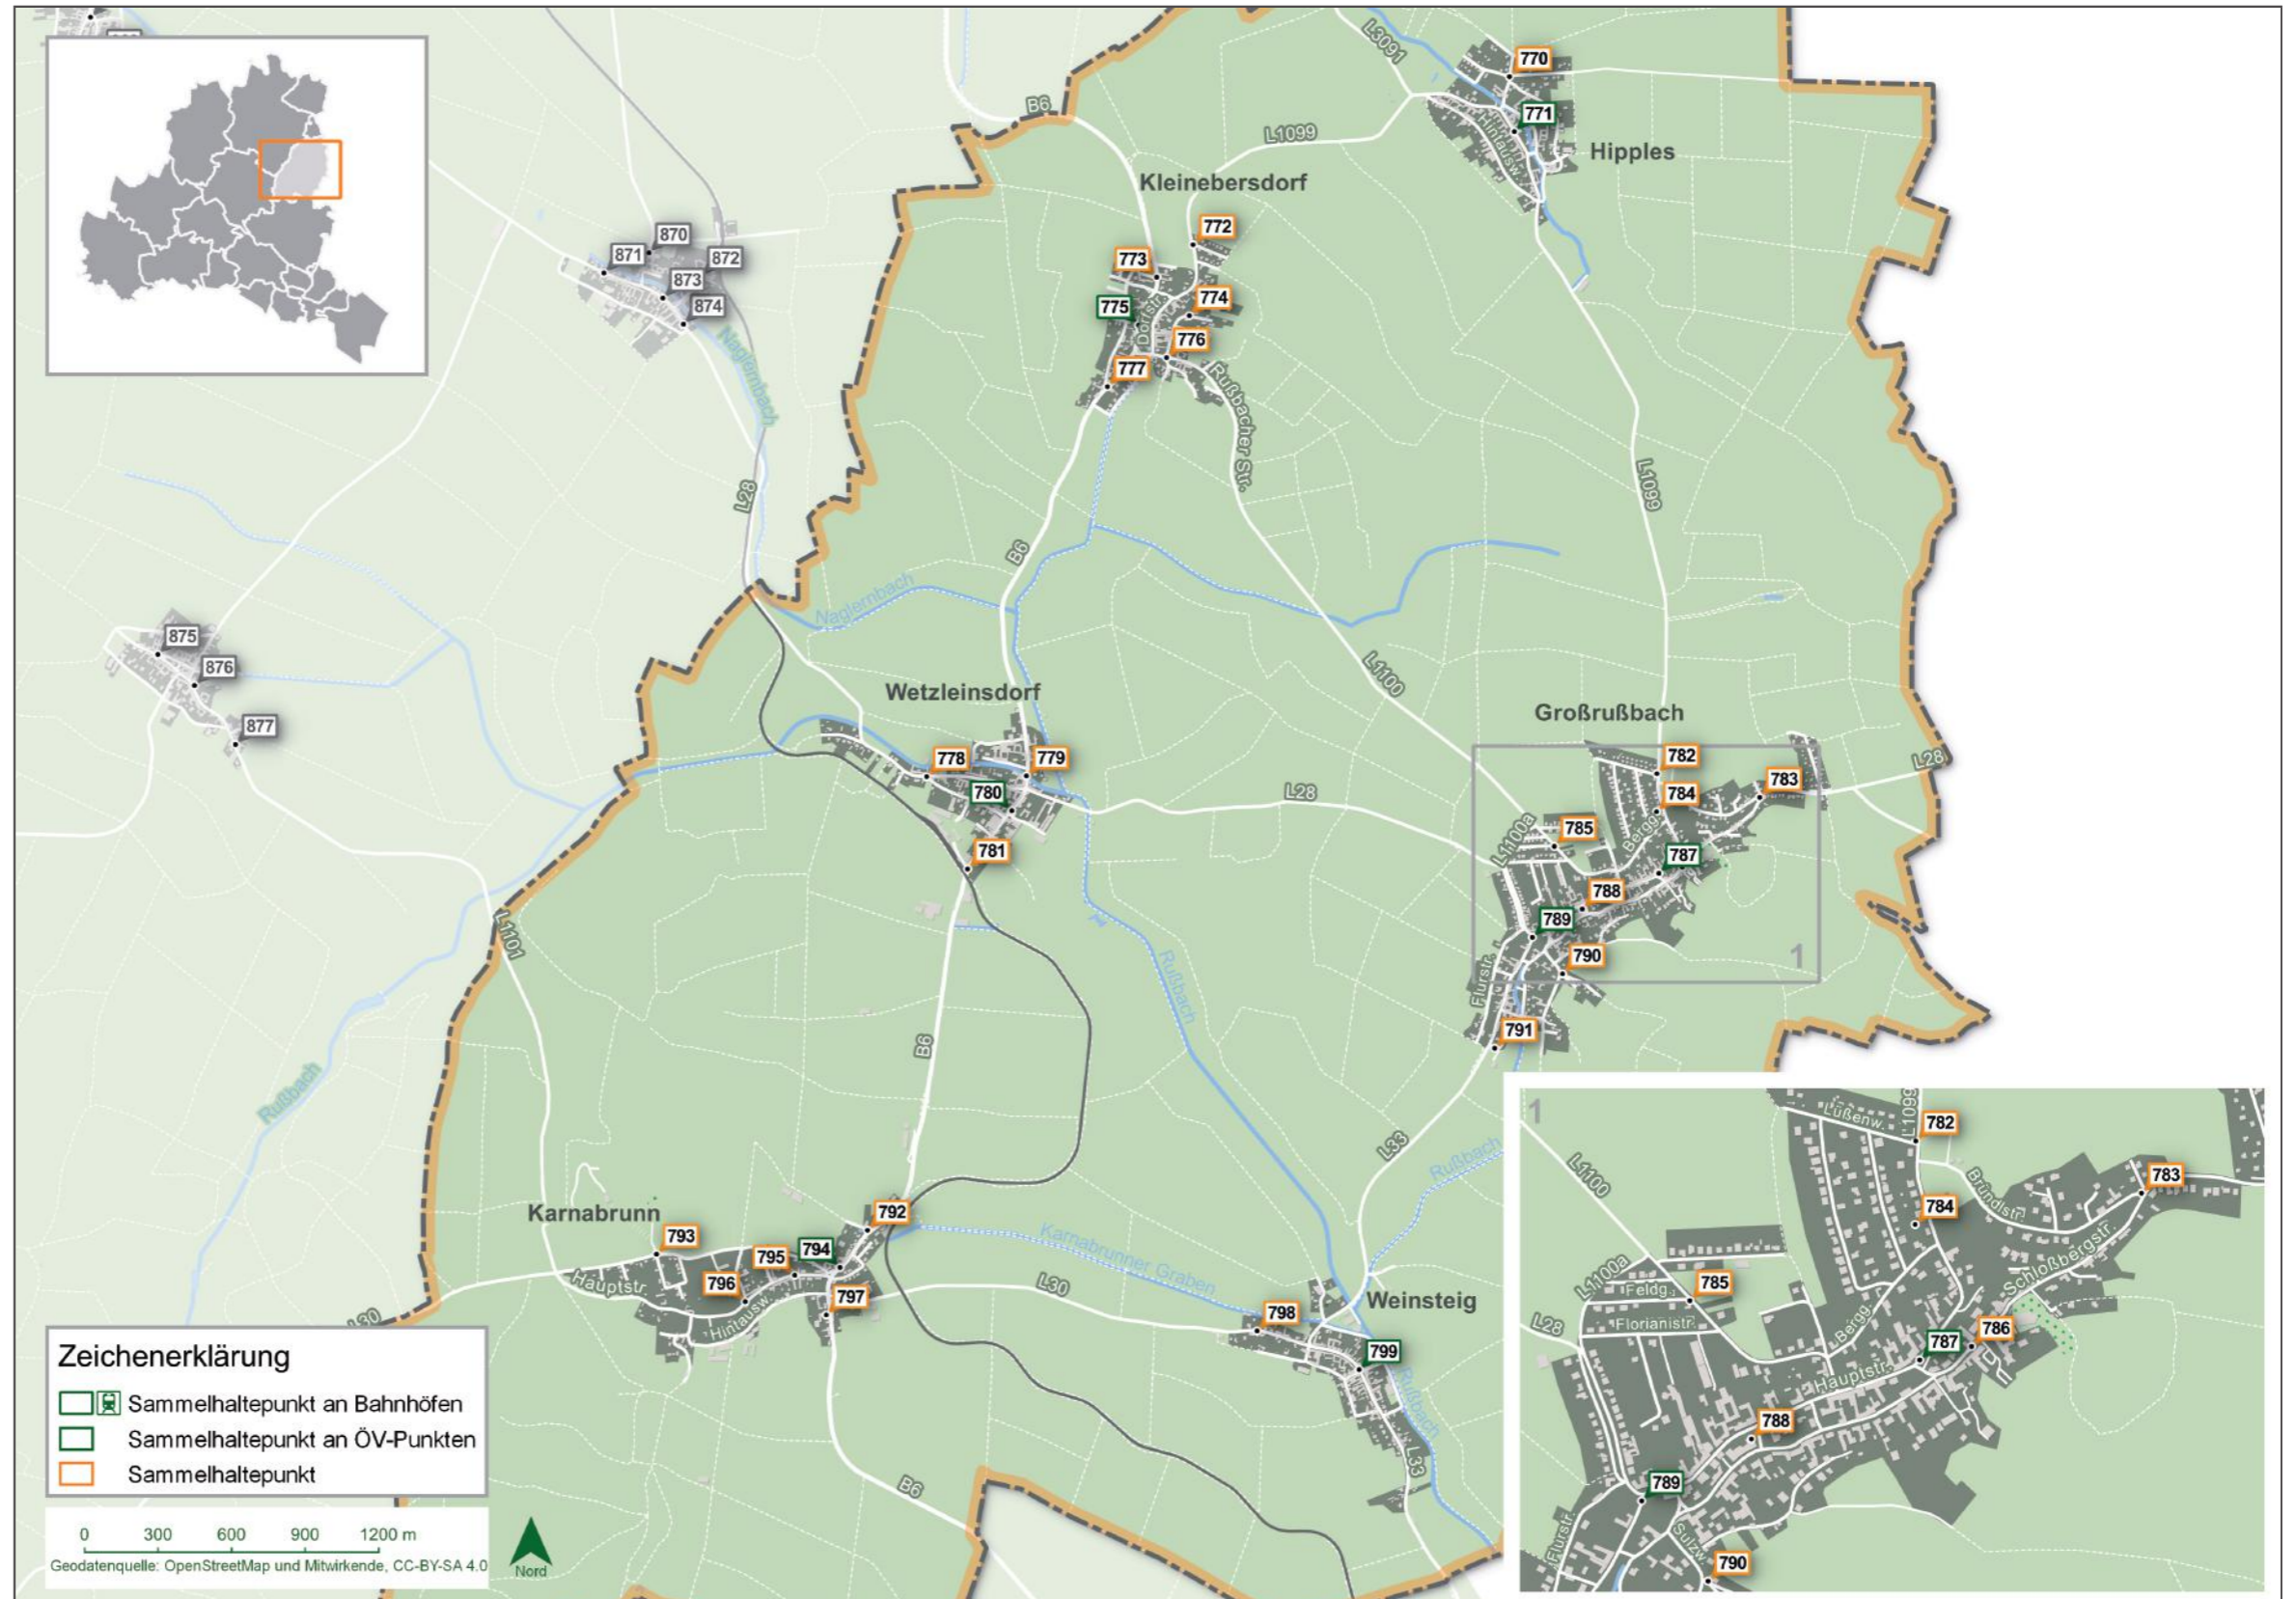 L3091
770
B6
771
L1099
Hintausw.
Hipples
Kleinebersdorf
772
870
871
872
773
873
774
874
775
Dorfstr.
776
Naglernbach
777
Rußbacher Str.
L28
L1099
B6
Naglernbach
875
876
L1100
Wetzleinsdorf
Großrußbach
877
778
779
782
L28
783
780
L28
784
785
L1100a
Bergg.
781
787
788
789
L1101
790
1
Rußbach
Flurstr.
791
B6
Rußbach
L33
Rußbach
Karnabrunn
792
793
794
795
Karnabrunner Graben
796
Hauptstr.
L30
797
Hintausw.
798
Weinsteig
L30
799
Rußbach
L33
B6
1
Lüßenw.
L1099
782
L1100
783
Bründlstr.
784
L1100a
Schloßbergstr.
785
Feldg.
L28
Florianistr.
Bergg.
786
787
Hauptstr.
788
789
Sulzw.
Flurstr.
790
Zeichenerklärung
Sammelhaltepunkt an Bahnhöfen
Sammelhaltepunkt an ÖV-Punkten
Sammelhaltepunkt
0 300 600 900 1200 m
Geodatenquelle: OpenStreetMap und Mitwirkende, CC-BY-SA 4.0
Nord